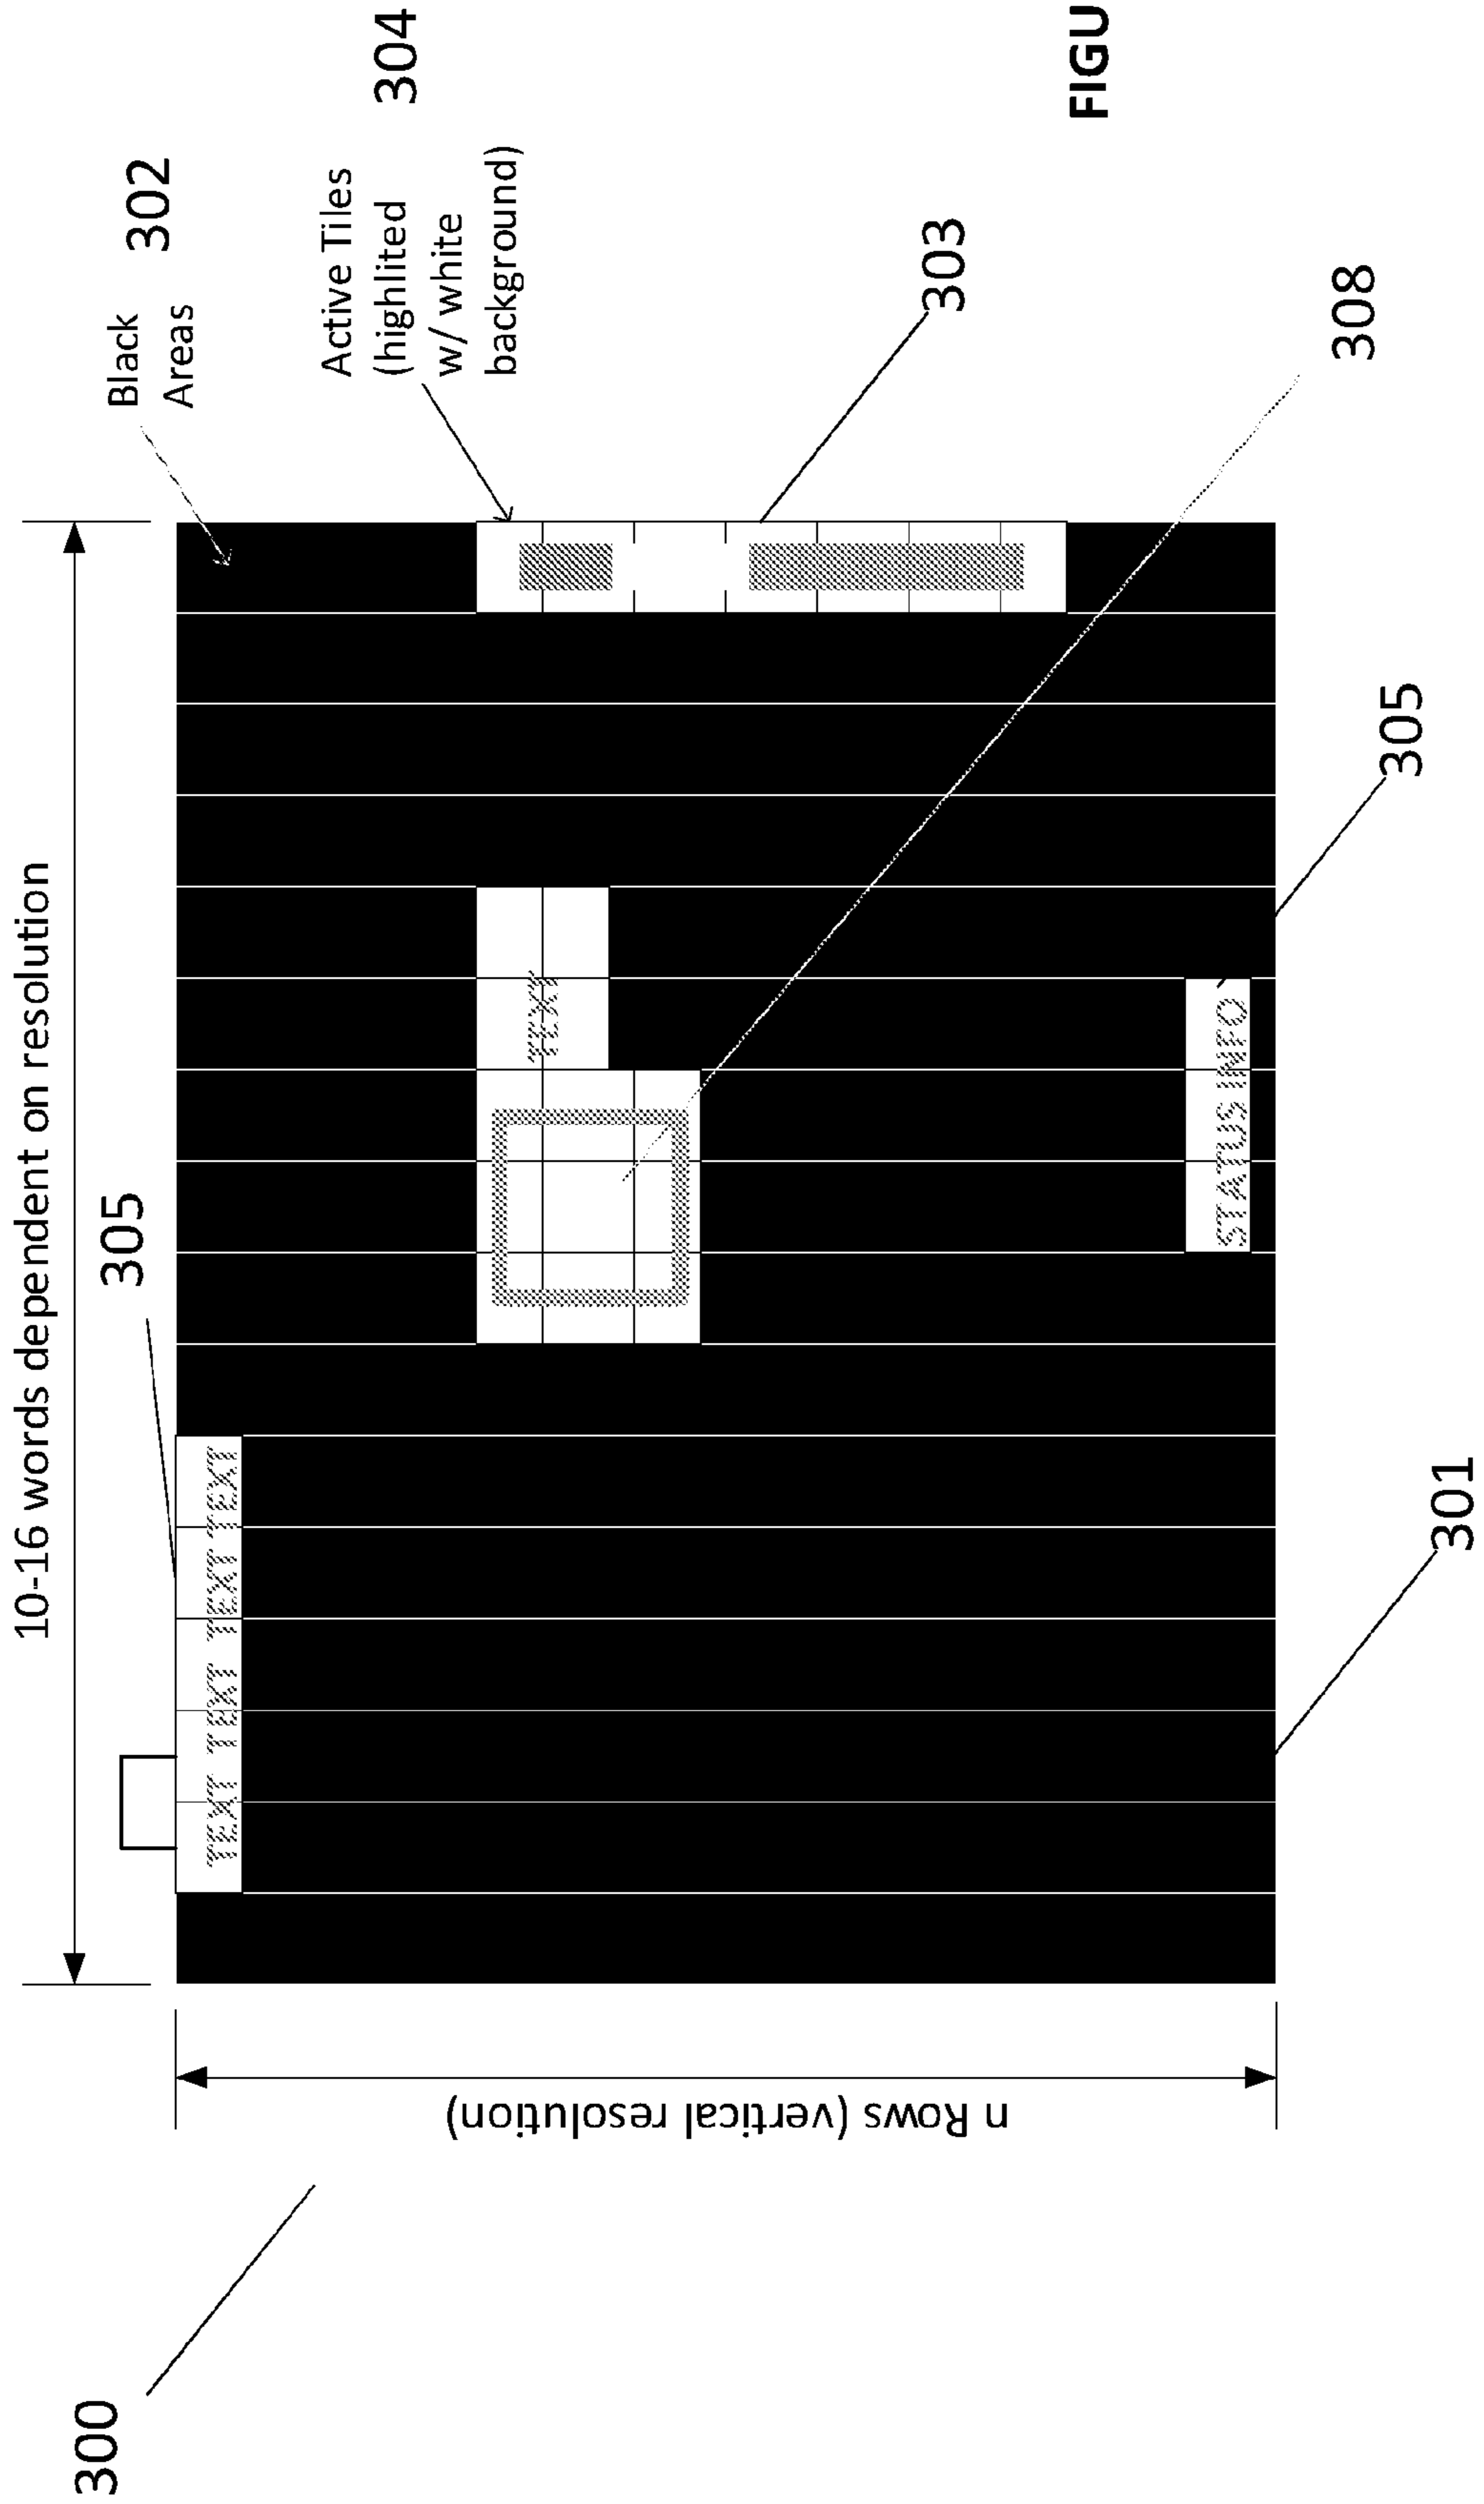 10-16 words dependent on resolution
305
Black
Areas
302
Active Tiles
(highlited
w/ white
background)
304
TEXT TEXT TEXT TEXT
TEXT
STATUS INFO
n Rows (vertical resolution)
300
301
305
303
308
FIGU